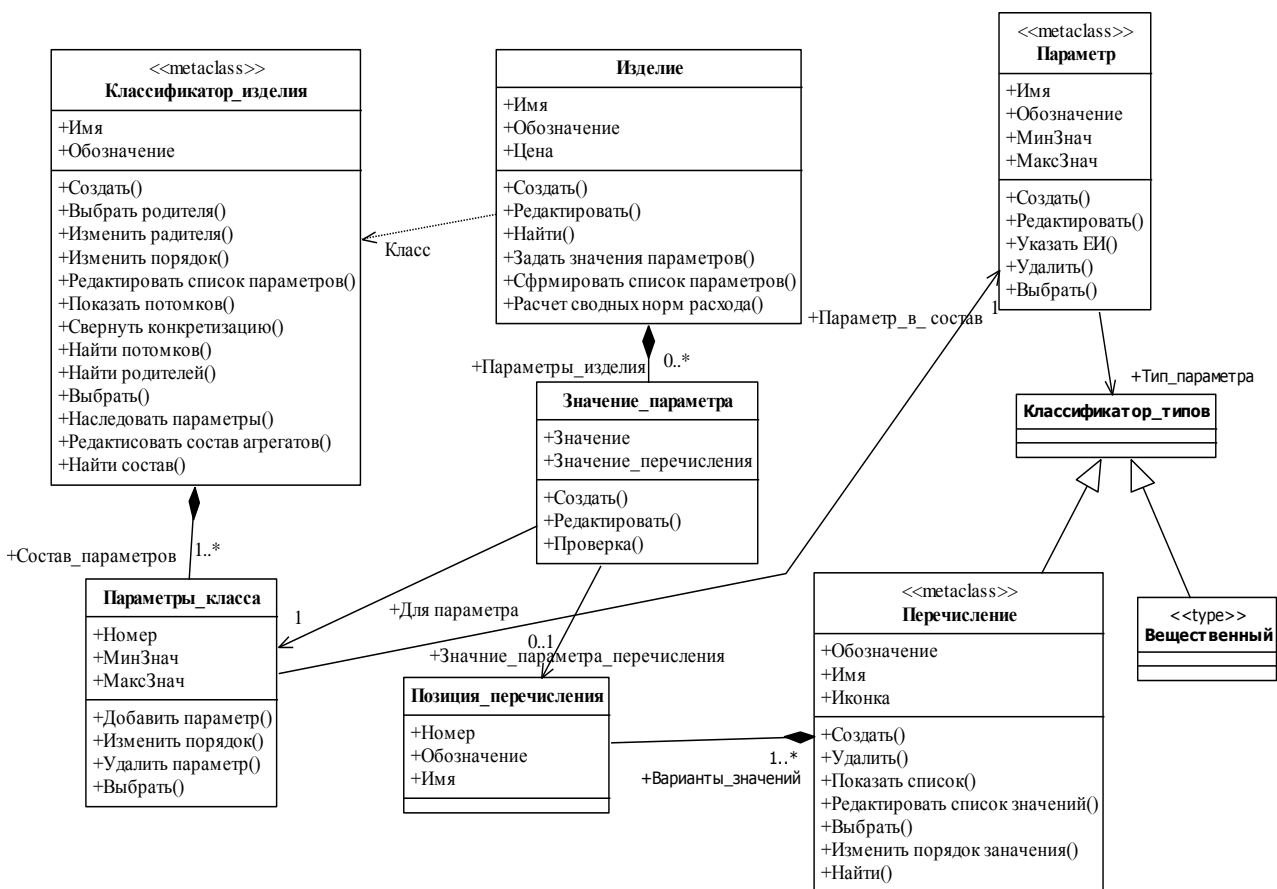 <<metaclass>>
Классификатор_изделия
+Имя
+Обозначение
+Создать()
+Выбрать родителя()
+Изменить радителя()
+Изменить порядок()
+Редактировать список параметров()
+Показать потомков()
+Свернуть конкретизацию()
+Найти потомков()
+Найти родителей()
+Выбрать()
+Наследовать параметры()
+Редактисовать состав агрегатов()
+Найти состав()
Класс
Изделие
+Имя
+Обозначение
+Цена
+Создать()
+Редактировать()
+Найти()
+Задать значения параметров()
+Сфрмировать список параметров()
+Расчет сводных норм расхода()
<<metaclass>>
Параметр
+Имя
+Обозначение
+МинЗнач
+МаксЗнач
+Создать()
+Редактировать()
+Указать ЕИ()
+Удалить()
+Выбрать()
+Параметр_в_ состав
1
+Параметры_изделия
0..*
Значение_параметра
+Значение
+Значение_перечисления
+Создать()
+Редактировать()
+Проверка()
+Тип_параметра
Классификатор_типов
+Состав_параметров
1..*
Параметры_класса
+Номер
+МинЗнач
+МаксЗнач
+Добавить параметр()
+Изменить порядок()
+Удалить параметр()
+Выбрать()
1
+Для параметра
0..1
+Значние_параметра_перечисления
Позиция_перечисления
+Номер
+Обозначение
+Имя
1..*
+Варианты_значений
<<metaclass>>
Перечисление
+Обозначение
+Имя
+Иконка
+Создать()
+Удалить()
+Показать список()
+Редактировать список значений()
+Выбрать()
+Изменить порядок заначения()
+Найти()
<<type>>
Вещественный